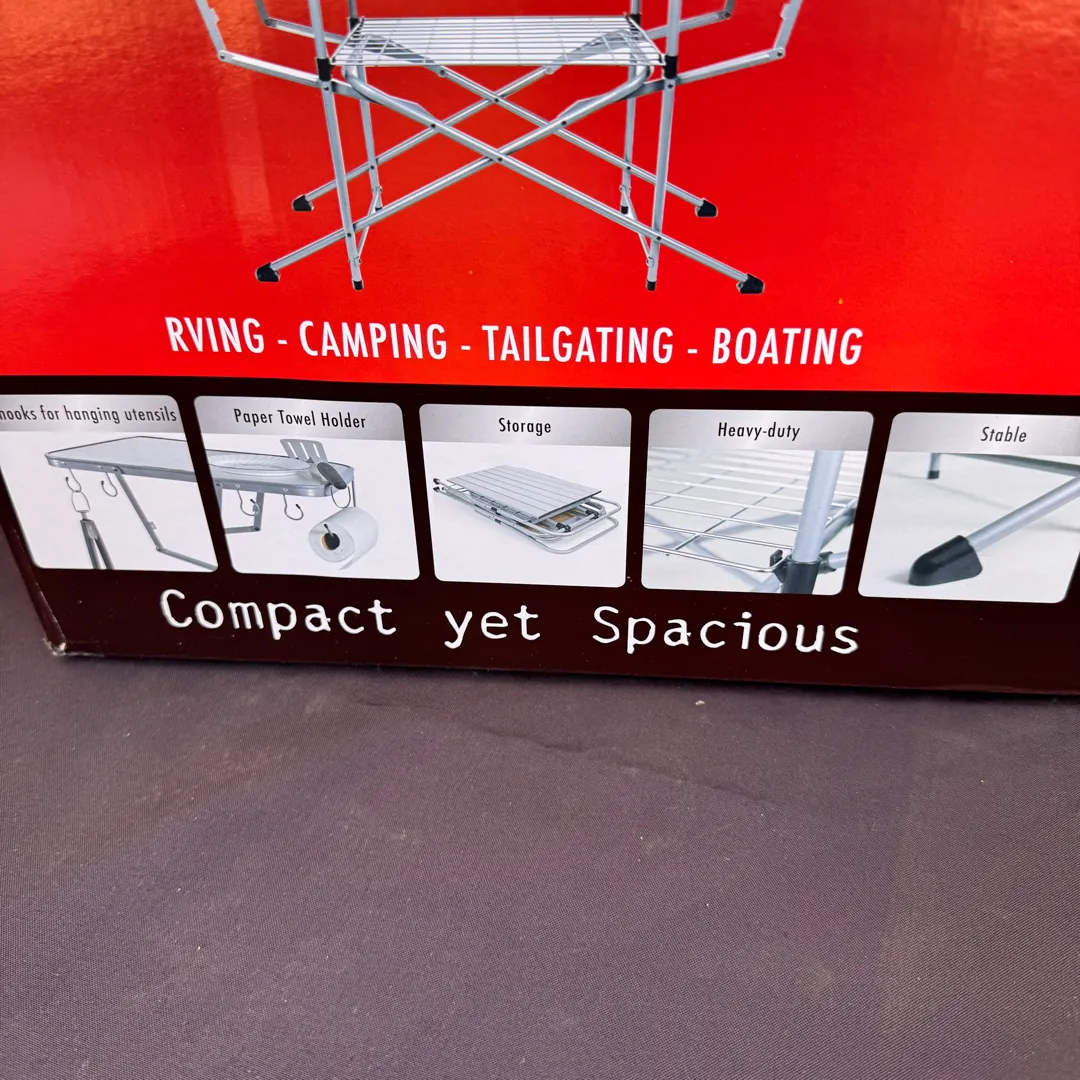 RVING - CAMPING - TAILGATING - BOATING
hooks for hanging utensils
Paper Towel Holder
Storage
Heavy-duty
Stable
Compact yet Spacious